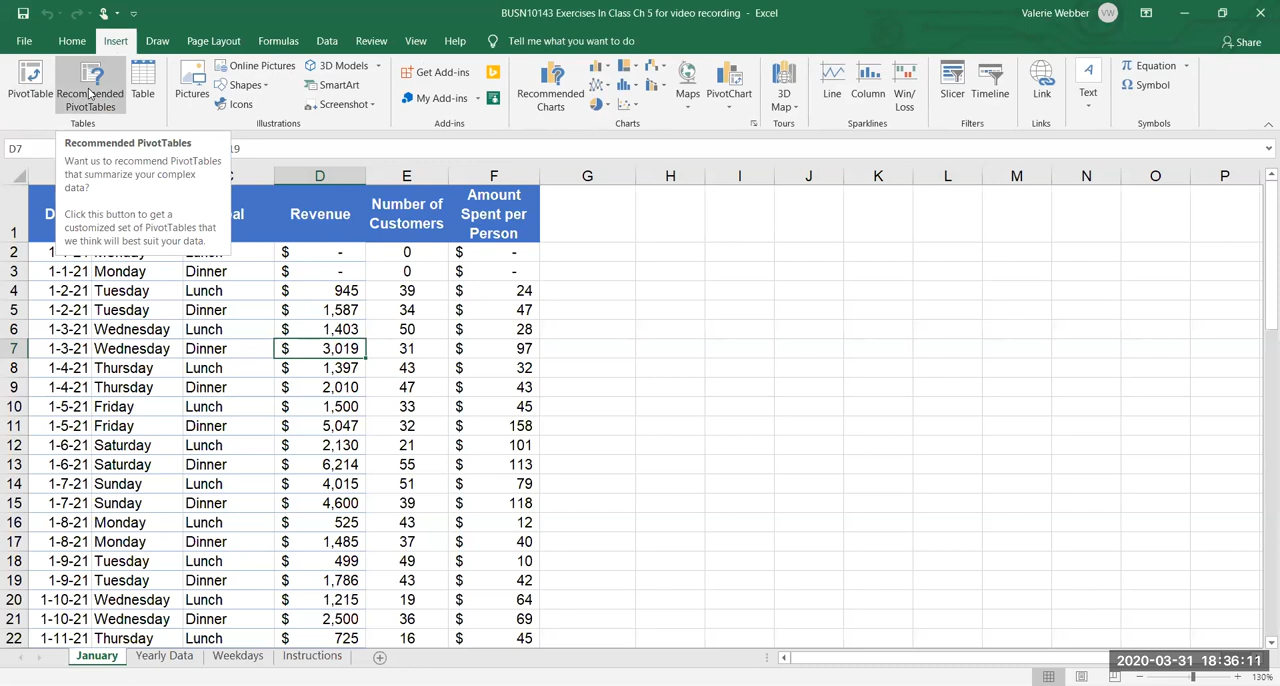 BUSN10143 Exercises In Class Ch 5 for video recording - Excel
Valerie Webber VW
File Home Insert Draw Page Layout Formulas Data Review View Help Tell me what you want to do Share
PivotTable
Recommended PivotTables
Table
Tables
Pictures
Online Pictures
Shapes
Icons
3D Models
SmartArt
Screenshot
Illustrations
Get Add-ins
My Add-ins
Add-ins
Recommended Charts
Maps
PivotChart
Charts
3D Map
Tours
Line
Column
Win/Loss
Sparklines
Slicer
Timeline
Filters
Link
Links
Text
Equation
Symbol
Symbols
D7
19
Recommended PivotTables
Want us to recommend PivotTables
that summarize your complex
data?
Click this button to get a
customized set of PivotTables that
we think will best suit your data.
D E F G H I J K L M N O P
1 Revenue Number of Customers Amount Spent per Person
2 Lunch $ - 0 $ -
3 1-1-21 Monday Dinner $ - 0 $ -
4 1-2-21 Tuesday Lunch $ 945 39 $ 24
5 1-2-21 Tuesday Dinner $ 1,587 34 $ 47
6 1-3-21 Wednesday Lunch $ 1,403 50 $ 28
7 1-3-21 Wednesday Dinner $ 3,019 31 $ 97
8 1-4-21 Thursday Lunch $ 1,397 43 $ 32
9 1-4-21 Thursday Dinner $ 2,010 47 $ 43
10 1-5-21 Friday Lunch $ 1,500 33 $ 45
11 1-5-21 Friday Dinner $ 5,047 32 $ 158
12 1-6-21 Saturday Lunch $ 2,130 21 $ 101
13 1-6-21 Saturday Dinner $ 6,214 55 $ 113
14 1-7-21 Sunday Lunch $ 4,015 51 $ 79
15 1-7-21 Sunday Dinner $ 4,600 39 $ 118
16 1-8-21 Monday Lunch $ 525 43 $ 12
17 1-8-21 Monday Dinner $ 1,485 37 $ 40
18 1-9-21 Tuesday Lunch $ 499 49 $ 10
19 1-9-21 Tuesday Dinner $ 1,786 43 $ 42
20 1-10-21 Wednesday Lunch $ 1,215 19 $ 64
21 1-10-21 Wednesday Dinner $ 2,500 36 $ 69
22 1-11-21 Thursday Lunch $ 725 16 $ 45
January Yearly Data Weekdays Instructions
2020-03-31 18:36:11
130%